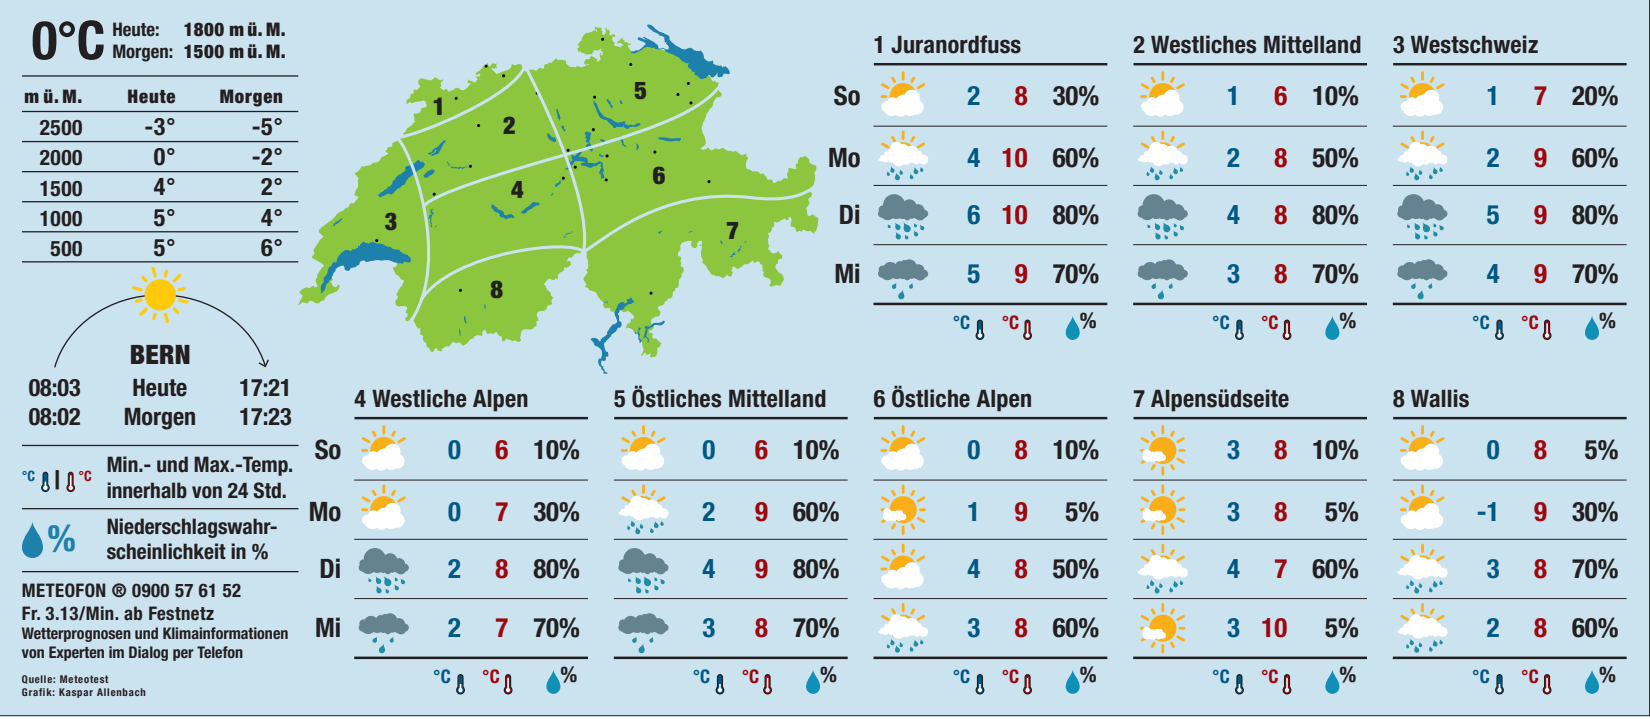 0°C
Heute: 1800 m ü. M.
Morgen: 1500 m ü. M.
m ü. M. Heute Morgen
2500 -3° -5°
2000 0° -2°
1500 4° 2°
1000 5° 4°
500 5° 6°
BERN
08:03 Heute 17:21
08:02 Morgen 17:23
°C | °C Min.- und Max.-Temp.
innerhalb von 24 Std.
% Niederschlagswahr-
scheinlichkeit in %
METEOFON ® 0900 57 61 52
Fr. 3.13/Min. ab Festnetz
Wetterprognosen und Klimainformationen
von Experten im Dialog per Telefon
Quelle: Meteotest
Grafik: Kaspar Allenbach
1
2
3
4
5
6
7
8
1 Juranordfuss 2 Westliches Mittelland 3 Westschweiz
So 2 8 30% 1 6 10% 1 7 20%
Mo 4 10 60% 2 8 50% 2 9 60%
Di 6 10 80% 4 8 80% 5 9 80%
Mi 5 9 70% 3 8 70% 4 9 70%
°C °C % °C °C % °C °C %
4 Westliche Alpen 5 Östliches Mittelland 6 Östliche Alpen 7 Alpensüdseite 8 Wallis
So 0 6 10% 0 6 10% 0 8 10% 3 8 10% 0 8 5%
Mo 0 7 30% 2 9 60% 1 9 5% 3 8 5% -1 9 30%
Di 2 8 80% 4 9 80% 4 8 50% 4 7 60% 3 8 70%
Mi 2 7 70% 3 8 70% 3 8 60% 3 10 5% 2 8 60%
°C °C % °C °C % °C °C % °C °C % °C °C %